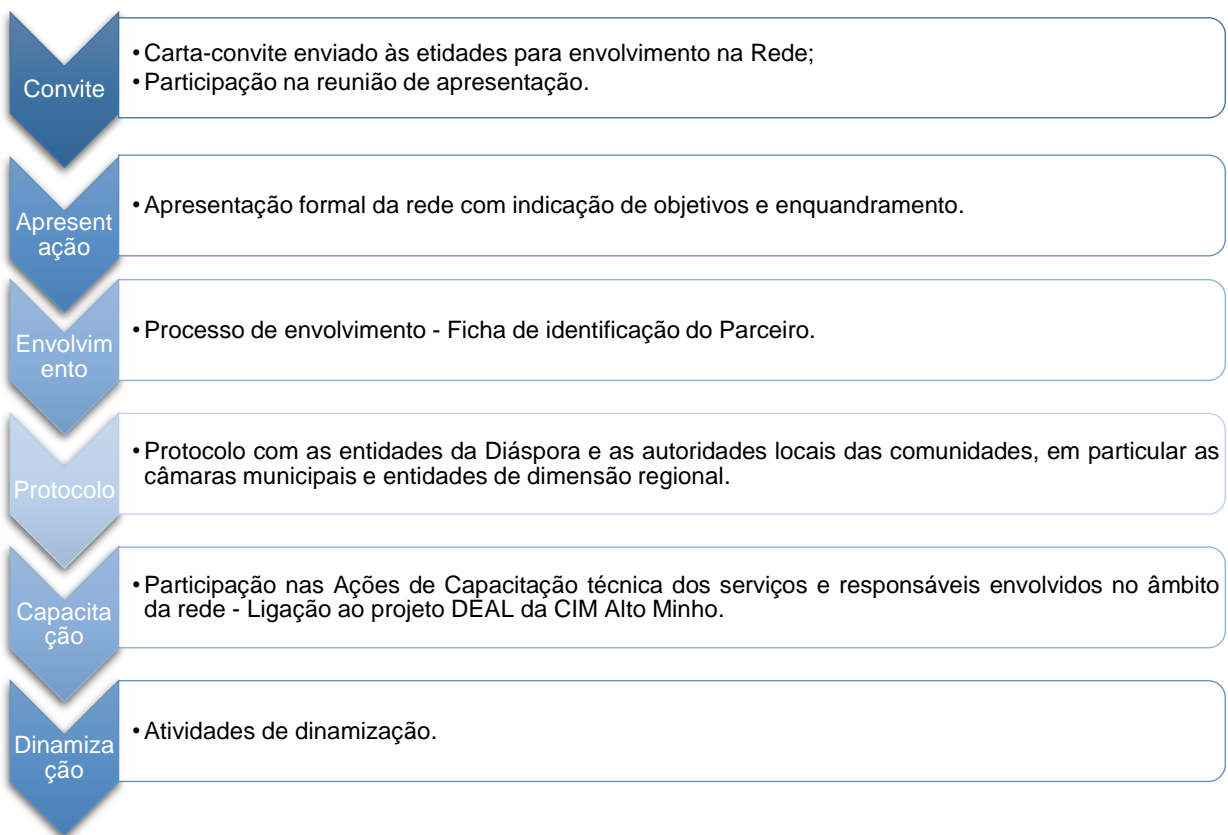 Convite
• Carta-convite enviado às etidades para envolvimento na Rede;
• Participação na reunião de apresentação.
Apresent
ação
• Apresentação formal da rede com indicação de objetivos e enquandramento.
Envolvim
ento
• Processo de envolvimento - Ficha de identificação do Parceiro.
Protocolo
• Protocolo com as entidades da Diáspora e as autoridades locais das comunidades, em particular as
câmaras municipais e entidades de dimensão regional.
Capacita
ção
• Participação nas Ações de Capacitação técnica dos serviços e responsáveis envolvidos no âmbito
da rede - Ligação ao projeto DEAL da CIM Alto Minho.
Dinamiza
ção
• Atividades de dinamização.